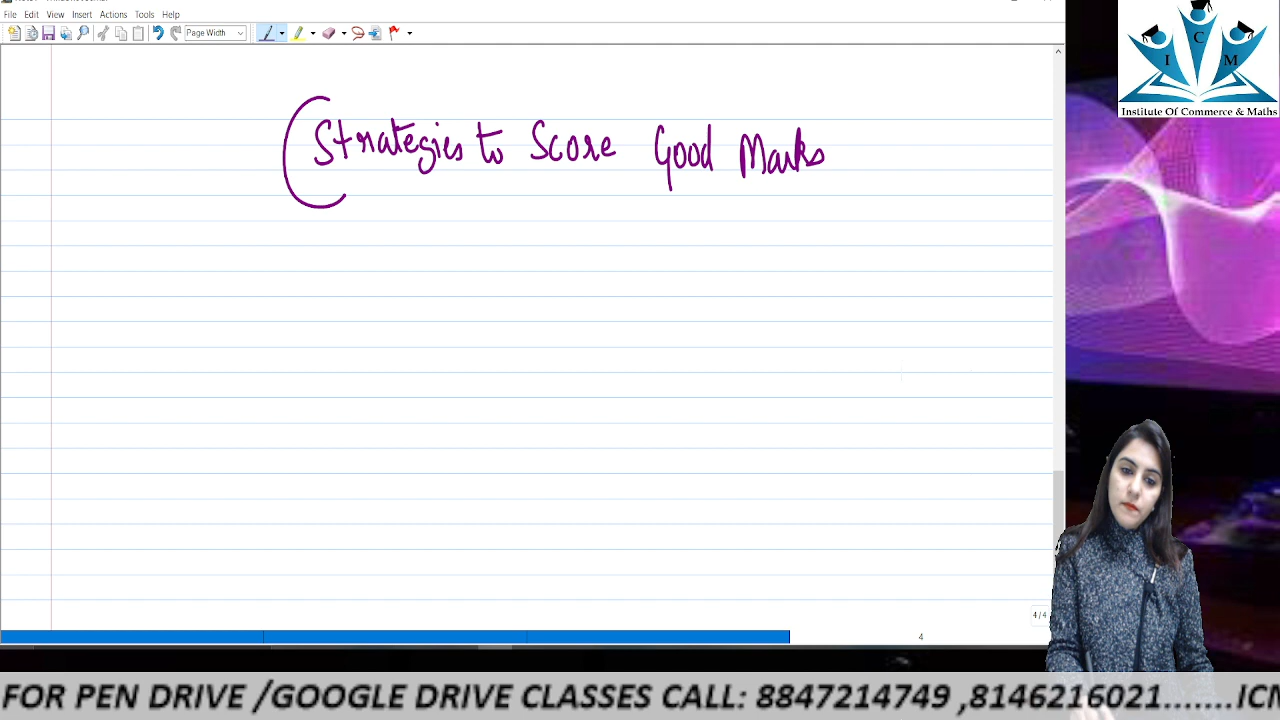 File Edit View Insert Actions Tools Help
Page Width
Strategies to Score Good Marks
I C M
Institute Of Commerce & Maths
4/4
4
FOR PEN DRIVE /GOOGLE DRIVE CLASSES CALL: 8847214749 ,8146216021.......ICM